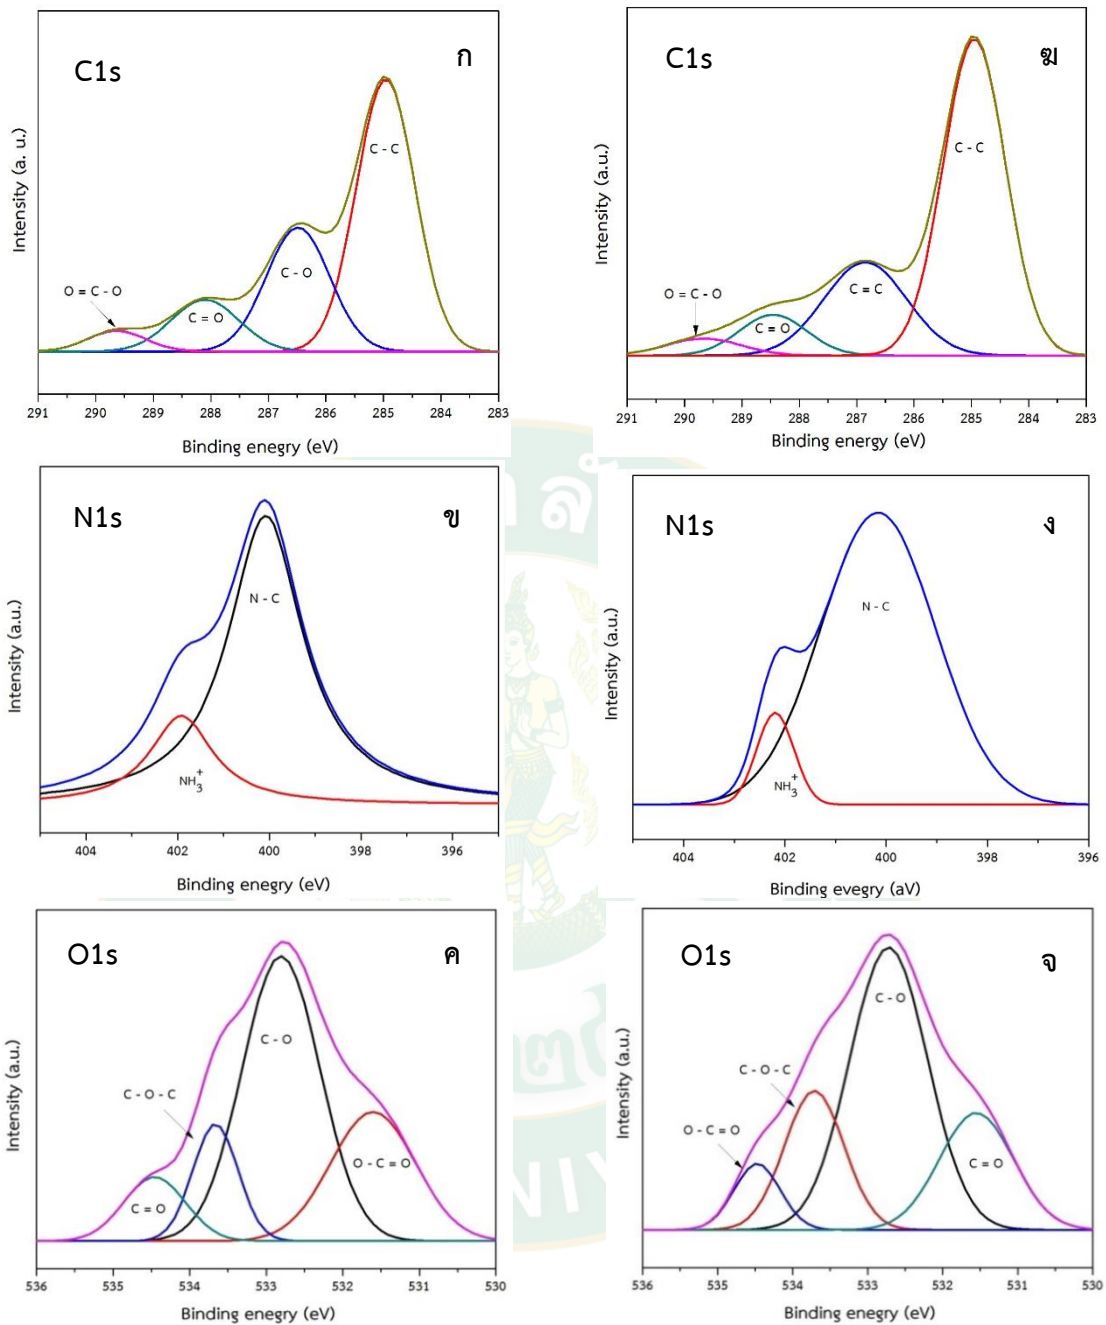 C1s
ก
C - C
C - O
O = C - O
C = O
Intensity (a. u.)
291 290 289 288 287 286 285 284 283
Binding enegry (eV)
C1s
ฆ
C - C
C = C
O = C - O
C = O
Intensity (a.u.)
291 290 289 288 287 286 285 284 283
Binding energy (eV)
N1s
ข
N - C
NH3+
Intensity (a.u.)
404 402 400 398 396
Binding enegry (eV)
N1s
ง
N - C
NH3+
Intensity (a.u.)
404 402 400 398 396
Binding evegry (aV)
O1s
ค
C - O
C - O - C
O - C = O
C = O
Intensity (a.u.)
536 535 534 533 532 531 530
Binding enegry (eV)
O1s
จ
C - O
C - O - C
O - C = O
C = O
Intensity (a.u.)
536 535 534 533 532 531 530
Binding enegry (eV)